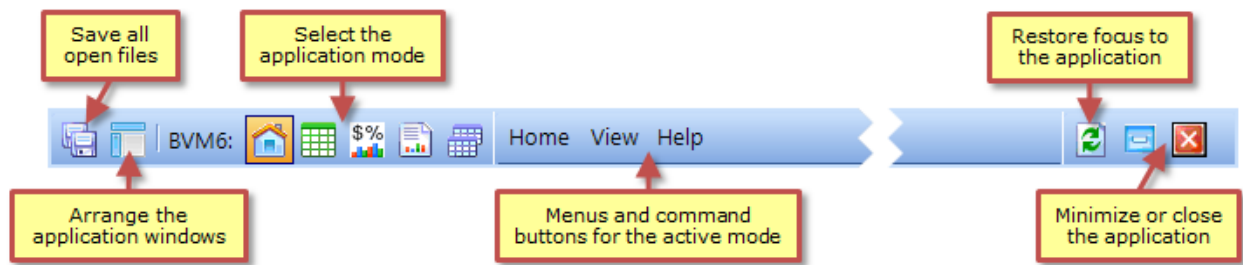 Save all
open files
Select the
application mode
Restore focus to
the application
BVM6:
$%
Home View Help
Arrange the
application windows
Menus and command
buttons for the active mode
Minimize or close
the application